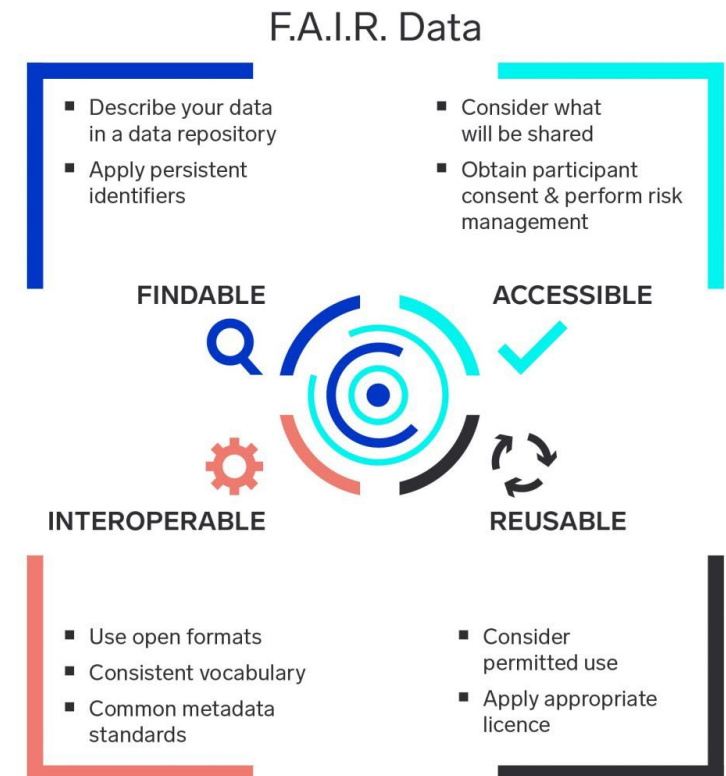 F.A.I.R. Data
▪ Describe your data
in a data repository
▪ Apply persistent
identifiers
FINDABLE
▪ Consider what
will be shared
▪ Obtain participant
consent & perform risk
management
ACCESSIBLE
INTEROPERABLE
▪ Use open formats
▪ Consistent vocabulary
▪ Common metadata
standards
REUSABLE
▪ Consider
permitted use
▪ Apply appropriate
licence